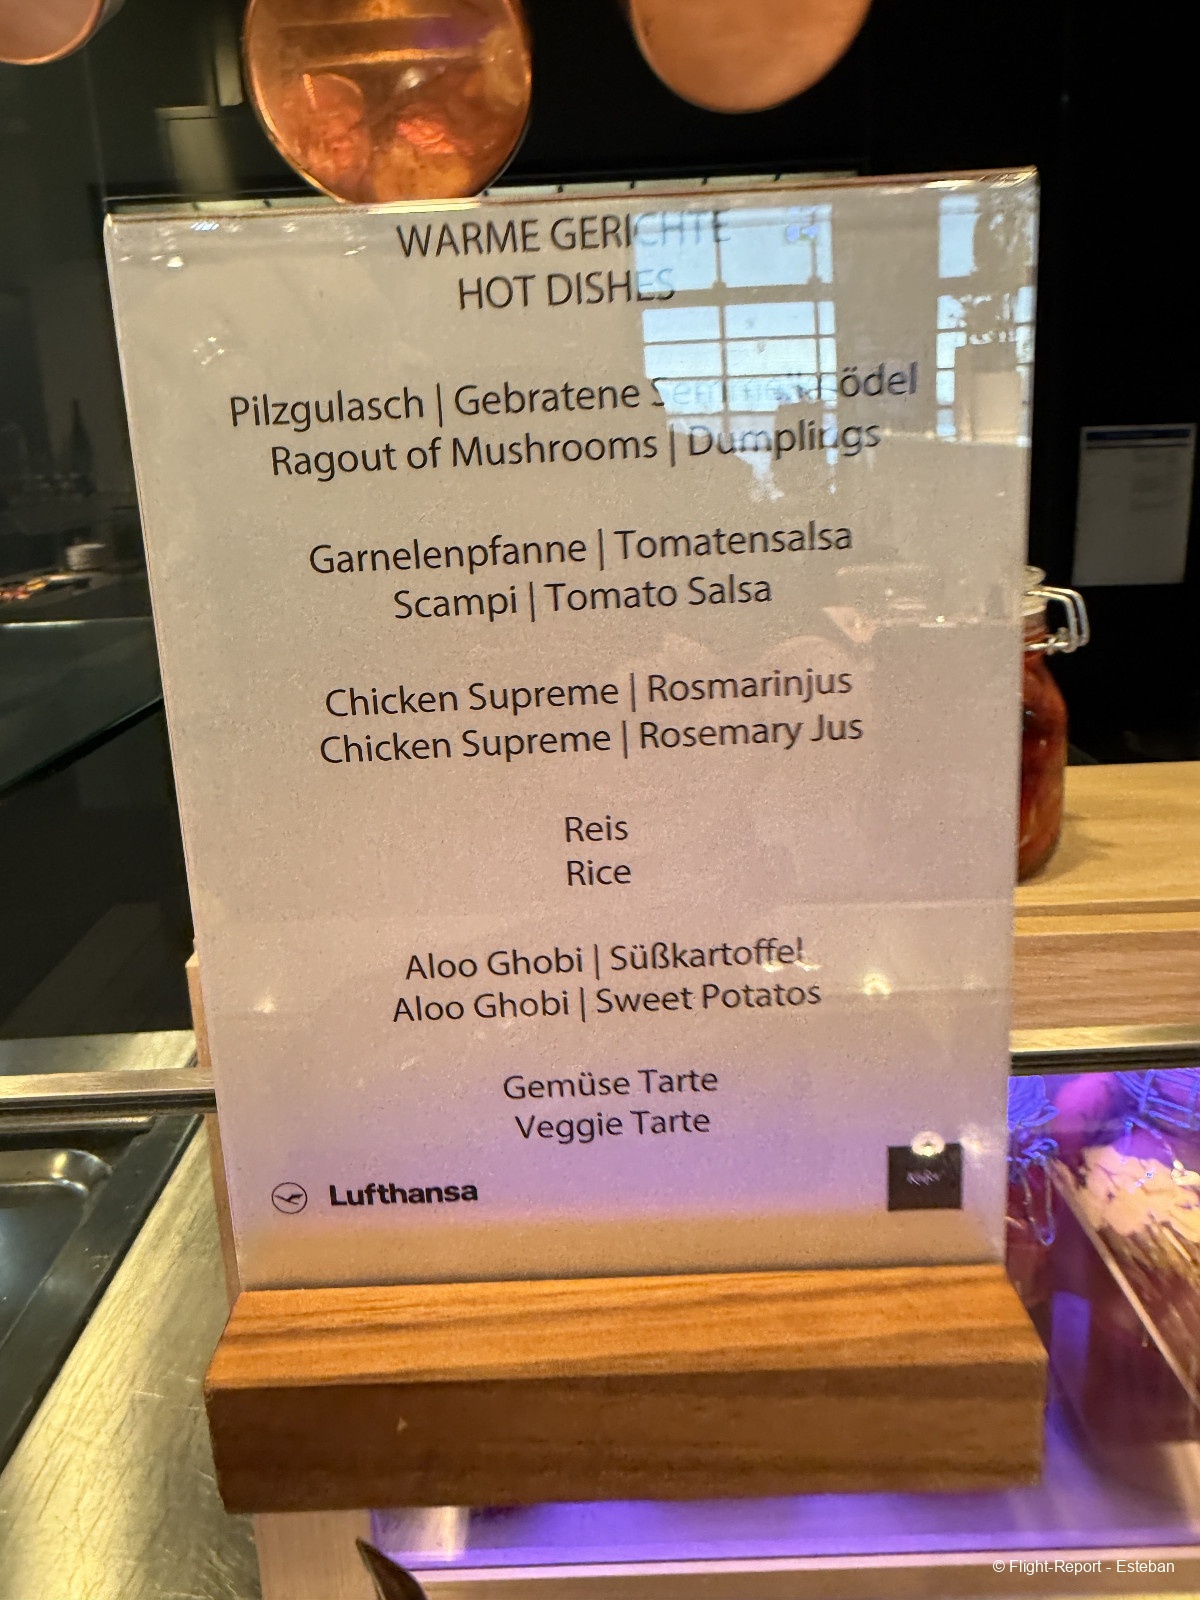 WARME GERICHTE
HOT DISHES
Pilzgulasch | Gebratene
Ragout of Mushrooms | Dumplings
Garnelenpfanne | Tomatensalsa
Scampi | Tomato Salsa
Chicken Supreme | Rosmarinjus
Chicken Supreme | Rosemary Jus
Reis
Rice
Aloo Ghobi | Süßkartoffel
Aloo Ghobi | Sweet Potatos
Gemüse Tarte
Veggie Tarte
Lufthansa
© Flight-Report - Esteban